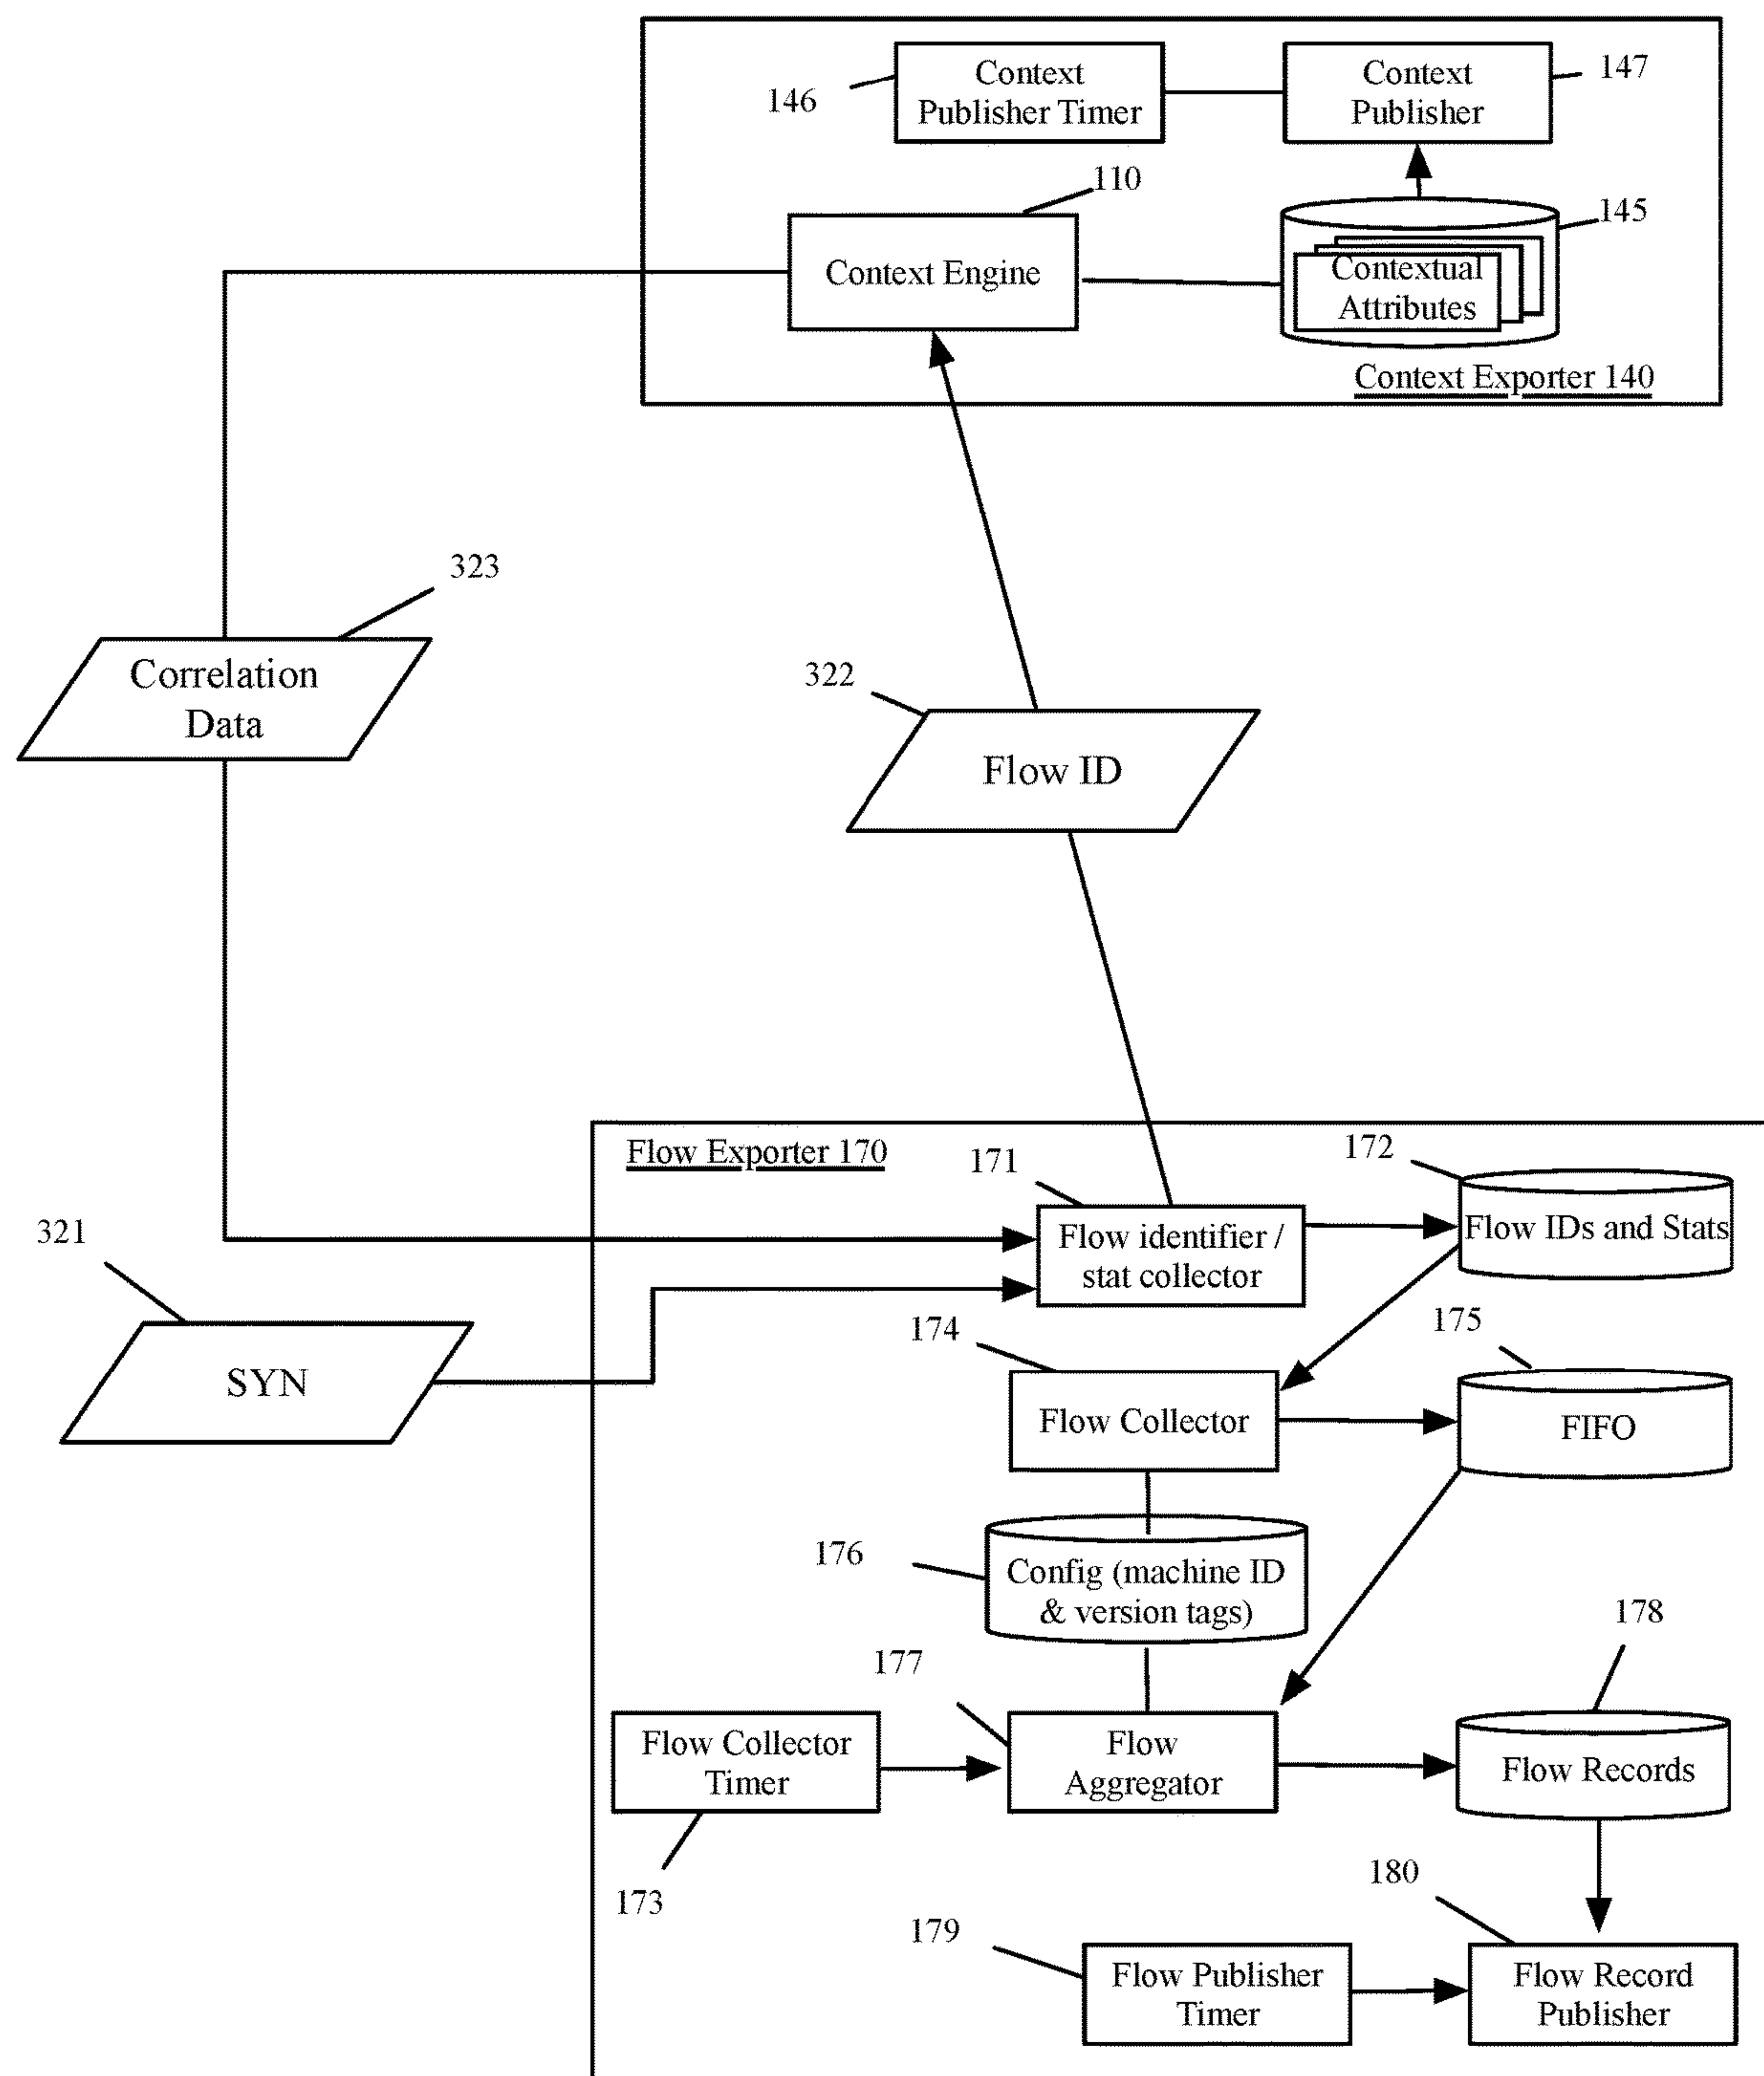 Context
Publisher Timer
146
Context
Publisher
147
110
Context Engine
145
Contextual
Attributes
Context Exporter 140
323
Correlation
Data
322
Flow ID
Flow Exporter 170
171
172
Flow identifier /
stat collector
Flow IDs and Stats
321
SYN
174
175
Flow Collector
FIFO
176
Config (machine ID
& version tags)
177
178
Flow Collector
Timer
Flow
Aggregator
Flow Records
173
180
179
Flow Publisher
Timer
Flow Record
Publisher